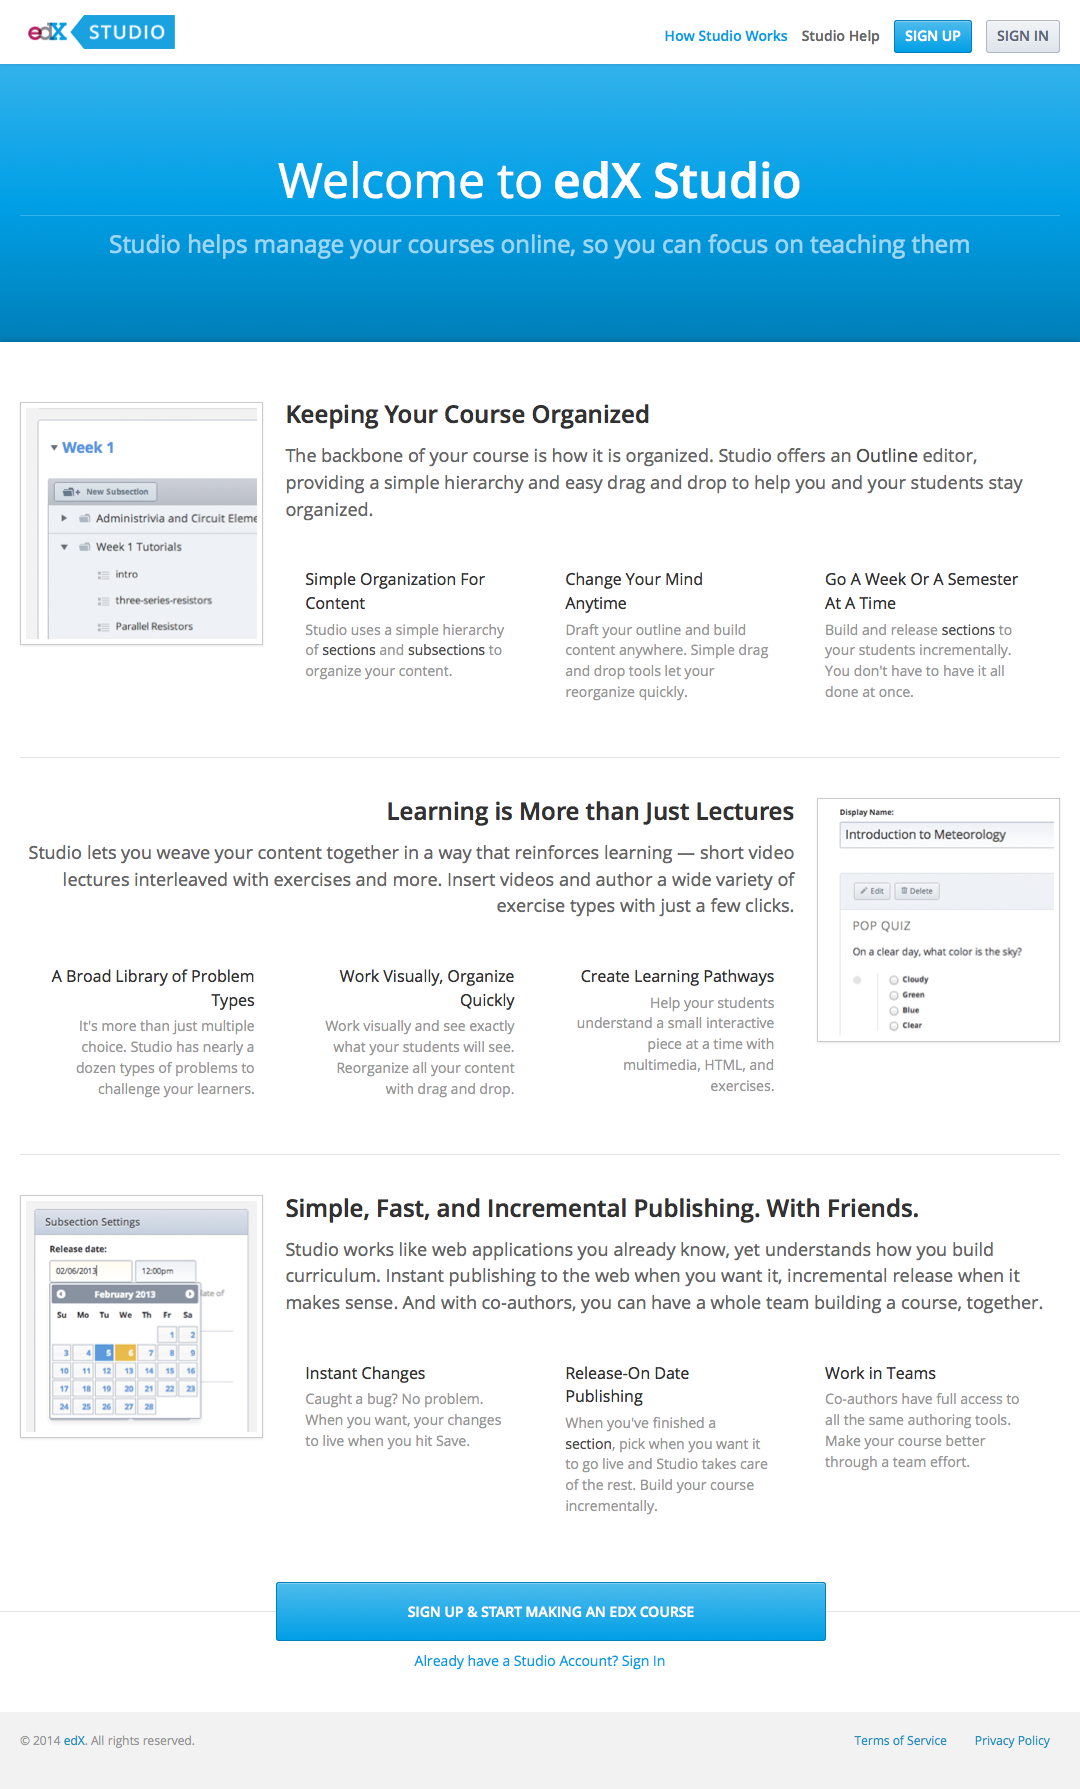 edX STUDIO
How Studio Works Studio Help SIGN UP SIGN IN
Welcome to edX Studio
Studio helps manage your courses online, so you can focus on teaching them
Week 1
New Subsection
Administrivia and Circuit Eleme
Week 1 Tutorials
intro
three-series-resistors
Parallel Resistors
Keeping Your Course Organized
The backbone of your course is how it is organized. Studio offers an Outline editor,
providing a simple hierarchy and easy drag and drop to help you and your students stay
organized.
Simple Organization For
Content
Studio uses a simple hierarchy
of sections and subsections to
organize your content.
Change Your Mind
Anytime
Draft your outline and build
content anywhere. Simple drag
and drop tools let your
reorganize quickly.
Go A Week Or A Semester
At A Time
Build and release sections to
your students incrementally.
You don't have to have it all
done at once.
Learning is More than Just Lectures
Studio lets you weave your content together in a way that reinforces learning — short video
lectures interleaved with exercises and more. Insert videos and author a wide variety of
exercise types with just a few clicks.
A Broad Library of Problem
Types
It's more than just multiple
choice. Studio has nearly a
dozen types of problems to
challenge your learners.
Work Visually, Organize
Quickly
Work visually and see exactly
what your students will see.
Reorganize all your content
with drag and drop.
Create Learning Pathways
Help your students
understand a small interactive
piece at a time with
multimedia, HTML, and
exercises.
Display Name:
Introduction to Meteorology
Edit Delete
POP QUIZ
On a clear day, what color is the sky?
Cloudy
Green
Blue
Clear
Subsection Settings
Release date:
02/06/2013 12:00pm
February 2013 late of
Su Mo Tu We Th Fr Sa
1 2
3 4 5 6 7 8 9
10 11 12 13 14 15 16
17 18 19 20 21 22 23
24 25 26 27 28
Simple, Fast, and Incremental Publishing. With Friends.
Studio works like web applications you already know, yet understands how you build
curriculum. Instant publishing to the web when you want it, incremental release when it
makes sense. And with co-authors, you can have a whole team building a course, together.
Instant Changes
Caught a bug? No problem.
When you want, your changes
to live when you hit Save.
Release-On Date
Publishing
When you've finished a
section, pick when you want it
to go live and Studio takes care
of the rest. Build your course
incrementally.
Work in Teams
Co-authors have full access to
all the same authoring tools.
Make your course better
through a team effort.
SIGN UP & START MAKING AN EDX COURSE
Already have a Studio Account? Sign In
© 2014 edX. All rights reserved. Terms of Service Privacy Policy